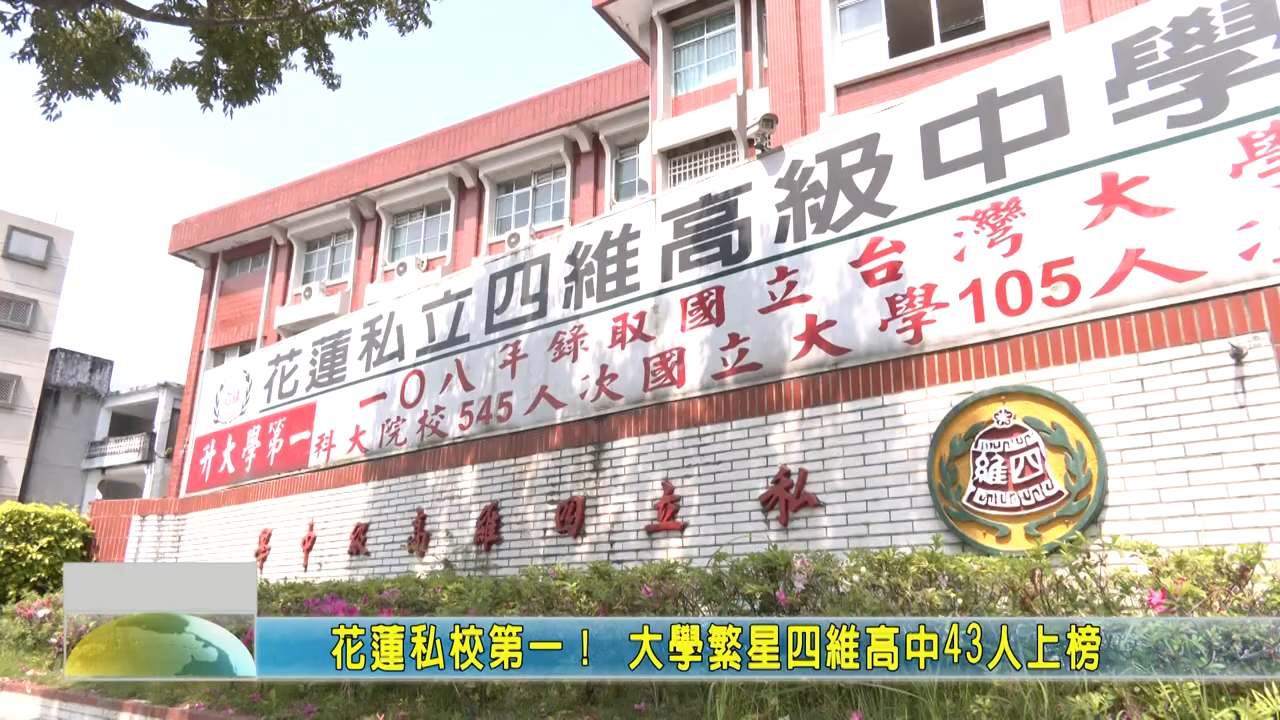 花蓮私立四維高級中學
一〇八年錄取國立台灣大學
升大學第一
科大院校545人次國立大學105人次
私立四維高級中學
四維
花蓮私校第一！ 大學繁星四維高中43人上榜